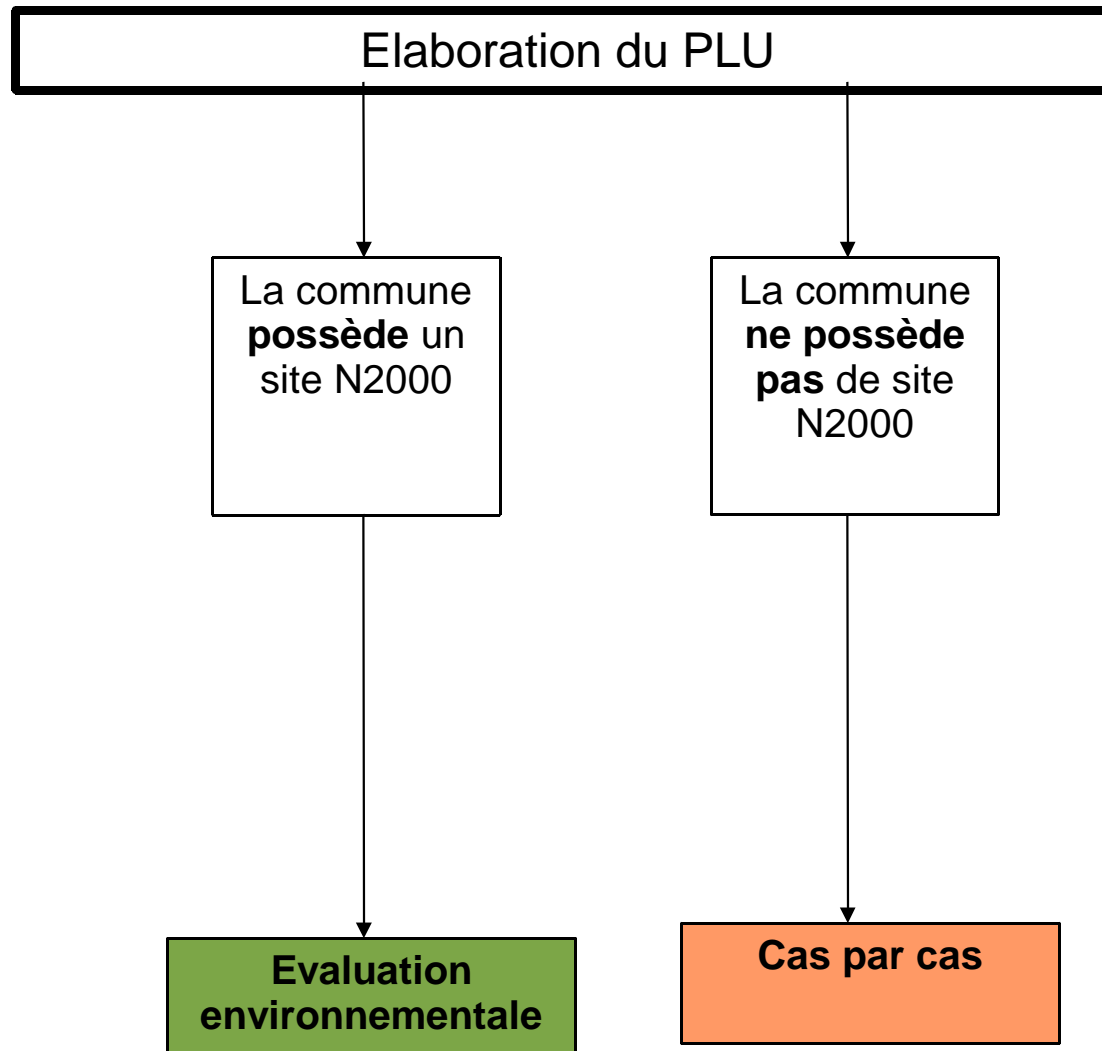 Elaboration du PLU
La commune
possède un
site N2000
La commune
ne possède
pas de site
N2000
Evaluation
environnementale
Cas par cas